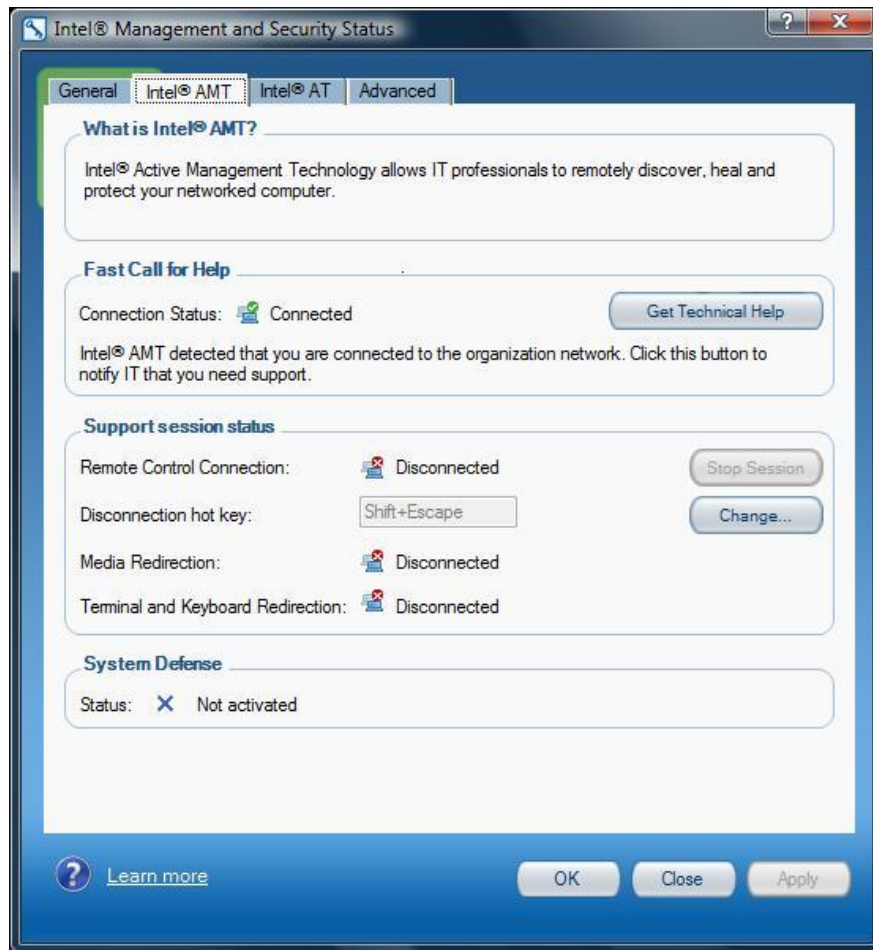 Intel® Management and Security Status
General Intel® AMT Intel® AT Advanced
What is Intel® AMT?
Intel® Active Management Technology allows IT professionals to remotely discover, heal and
protect your networked computer.
Fast Call for Help
Connection Status: Connected Get Technical Help
Intel® AMT detected that you are connected to the organization network. Click this button to
notify IT that you need support.
Support session status
Remote Control Connection: Disconnected Stop Session
Disconnection hot key: Shift+Escape Change...
Media Redirection: Disconnected
Terminal and Keyboard Redirection: Disconnected
System Defense
Status: Not activated
? Learn more OK Close Apply